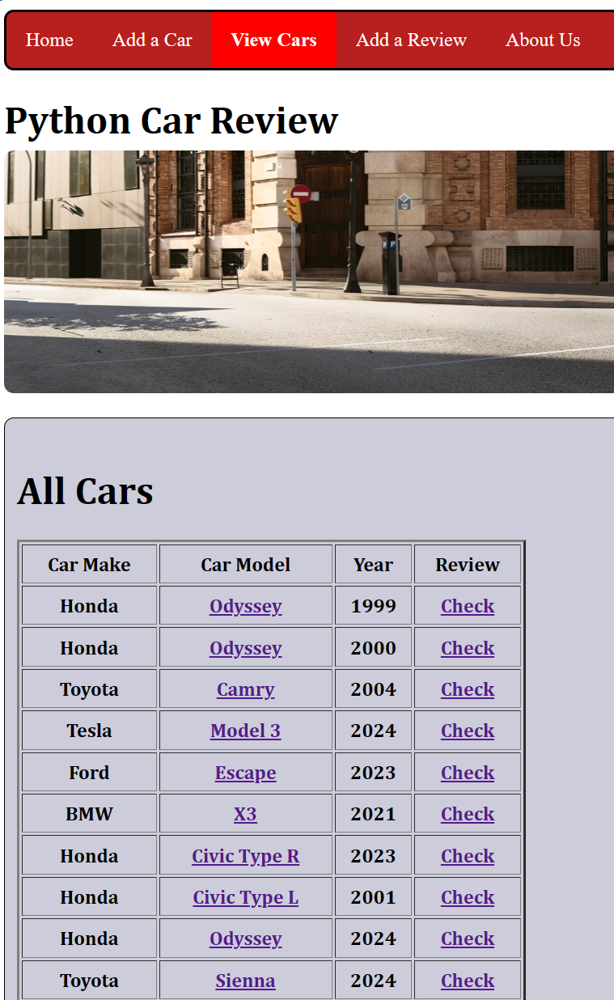 Home Add a Car View Cars Add a Review About Us
Python Car Review
P P
All Cars
Car Make Car Model Year Review
Honda Odyssey 1999 Check
Honda Odyssey 2000 Check
Toyota Camry 2004 Check
Tesla Model 3 2024 Check
Ford Escape 2023 Check
BMW X3 2021 Check
Honda Civic Type R 2023 Check
Honda Civic Type L 2001 Check
Honda Odyssey 2024 Check
Toyota Sienna 2024 Check